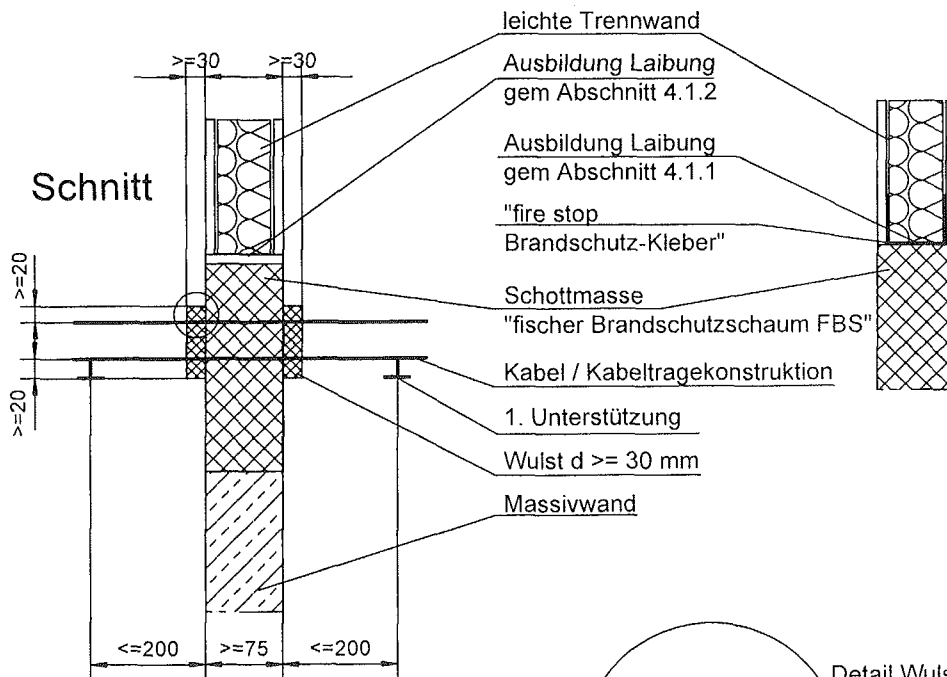 leichte Trennwand
>=30
>=30
Ausbildung Laibung
gem Abschnitt 4.1.2
Ausbildung Laibung
gem Abschnitt 4.1.1
Schnitt
"fire stop
Brandschutz-Kleber"
>=20
Schottmasse
"fischer Brandschutzschaum FBS"
Kabel / Kabeltragekonstruktion
>=20
1. Unterstützung
Wulst d >= 30 mm
Massivwand
<=200
>=75
<=200
Detail Wuls